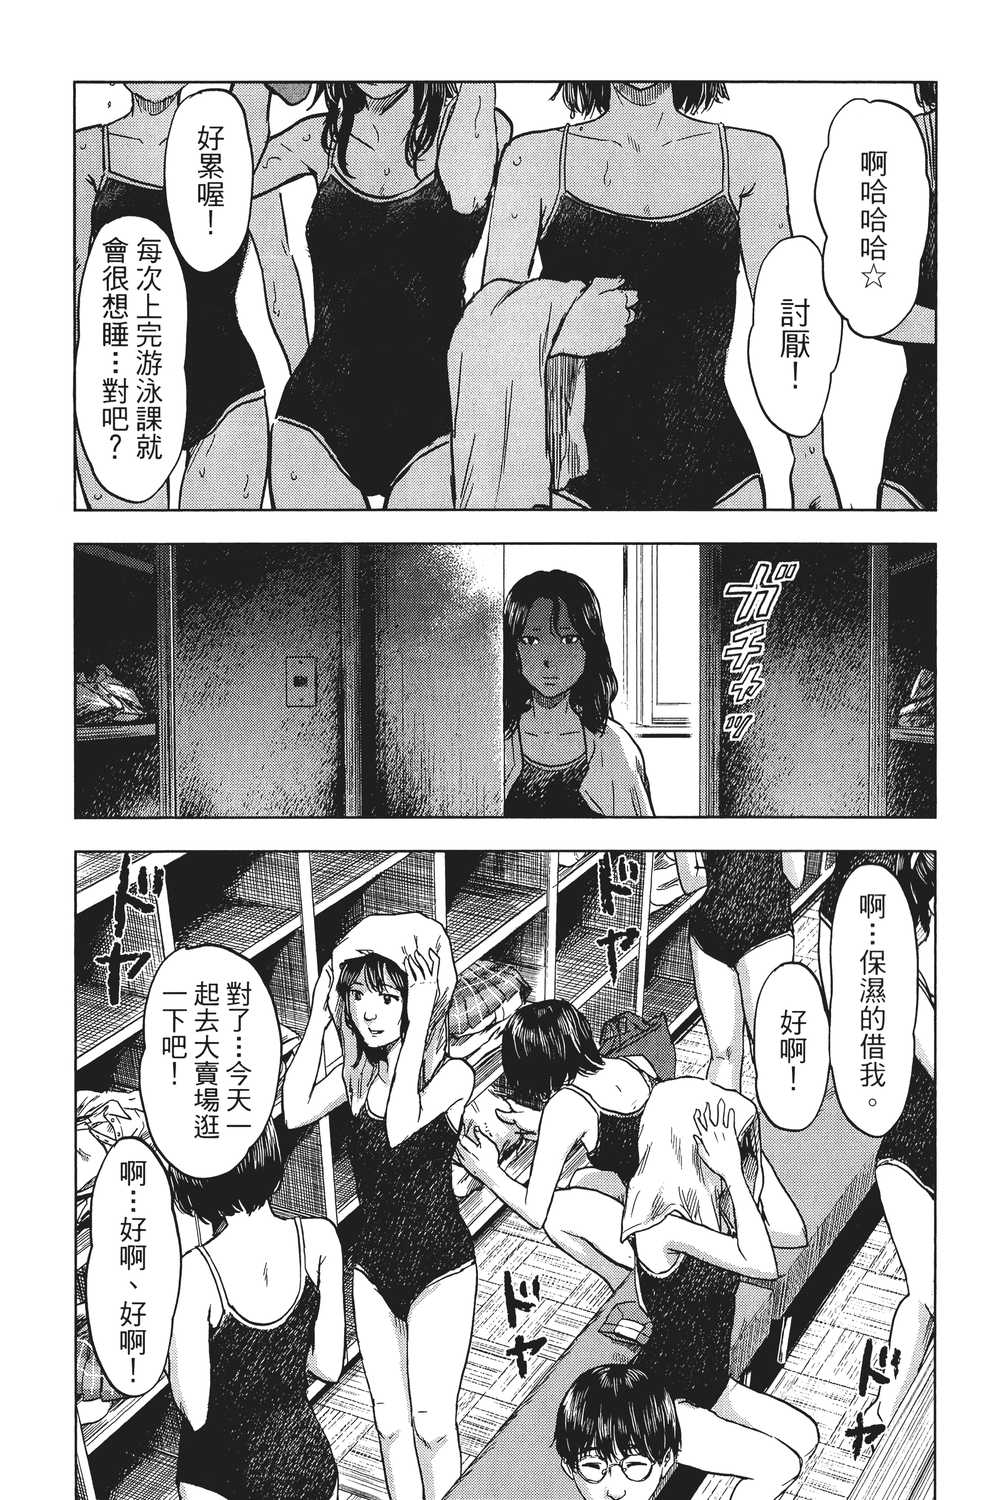 啊哈哈哈☆
討厭！
好累喔！
每次上完游泳課就
會很想睡…對吧？
ガチャッ
啊…保濕的借我。
好啊！
ドヤ
對了…今天一
起去大賣場逛
一下吧！
啊…好啊、好啊！
ドヤ
ドヤ
ドヤ